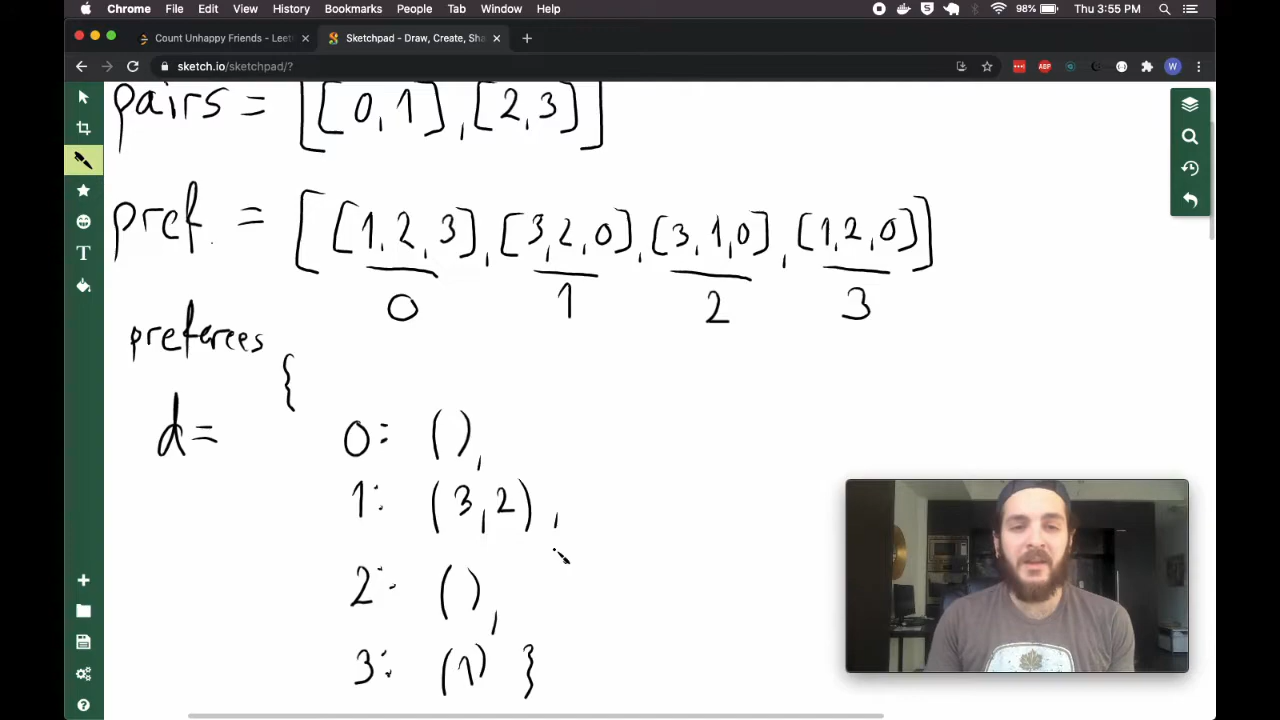 Chrome File Edit View History Bookmarks People Tab Window Help 98% Thu 3:55 PM
Count Unhappy Friends - Leet Sketchpad - Draw, Create, Sha
sketch.io/sketchpad/? ABP W
pairs = [[0,1],[2,3]]
pref. = [[1,2,3],[3,2,0],[3,1,0],[1,2,0]]
0 1 2 3
preferees
{
d= 0: (),
1: (3,2),
2: (),
3: (1) }